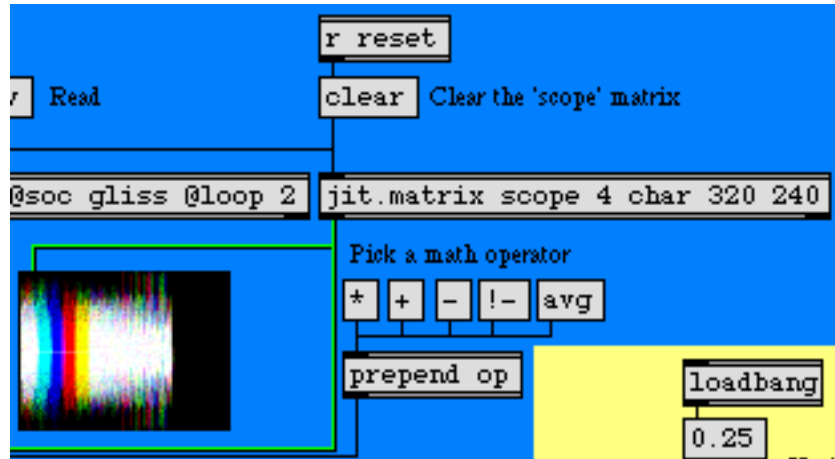 r reset
Read
clear
Clear the 'scope' matrix
@soc gliss @loop 2
jit.matrix scope 4 char 320 240
Pick a math operator
* + - !- avg
prepend op
loadbang
0.25